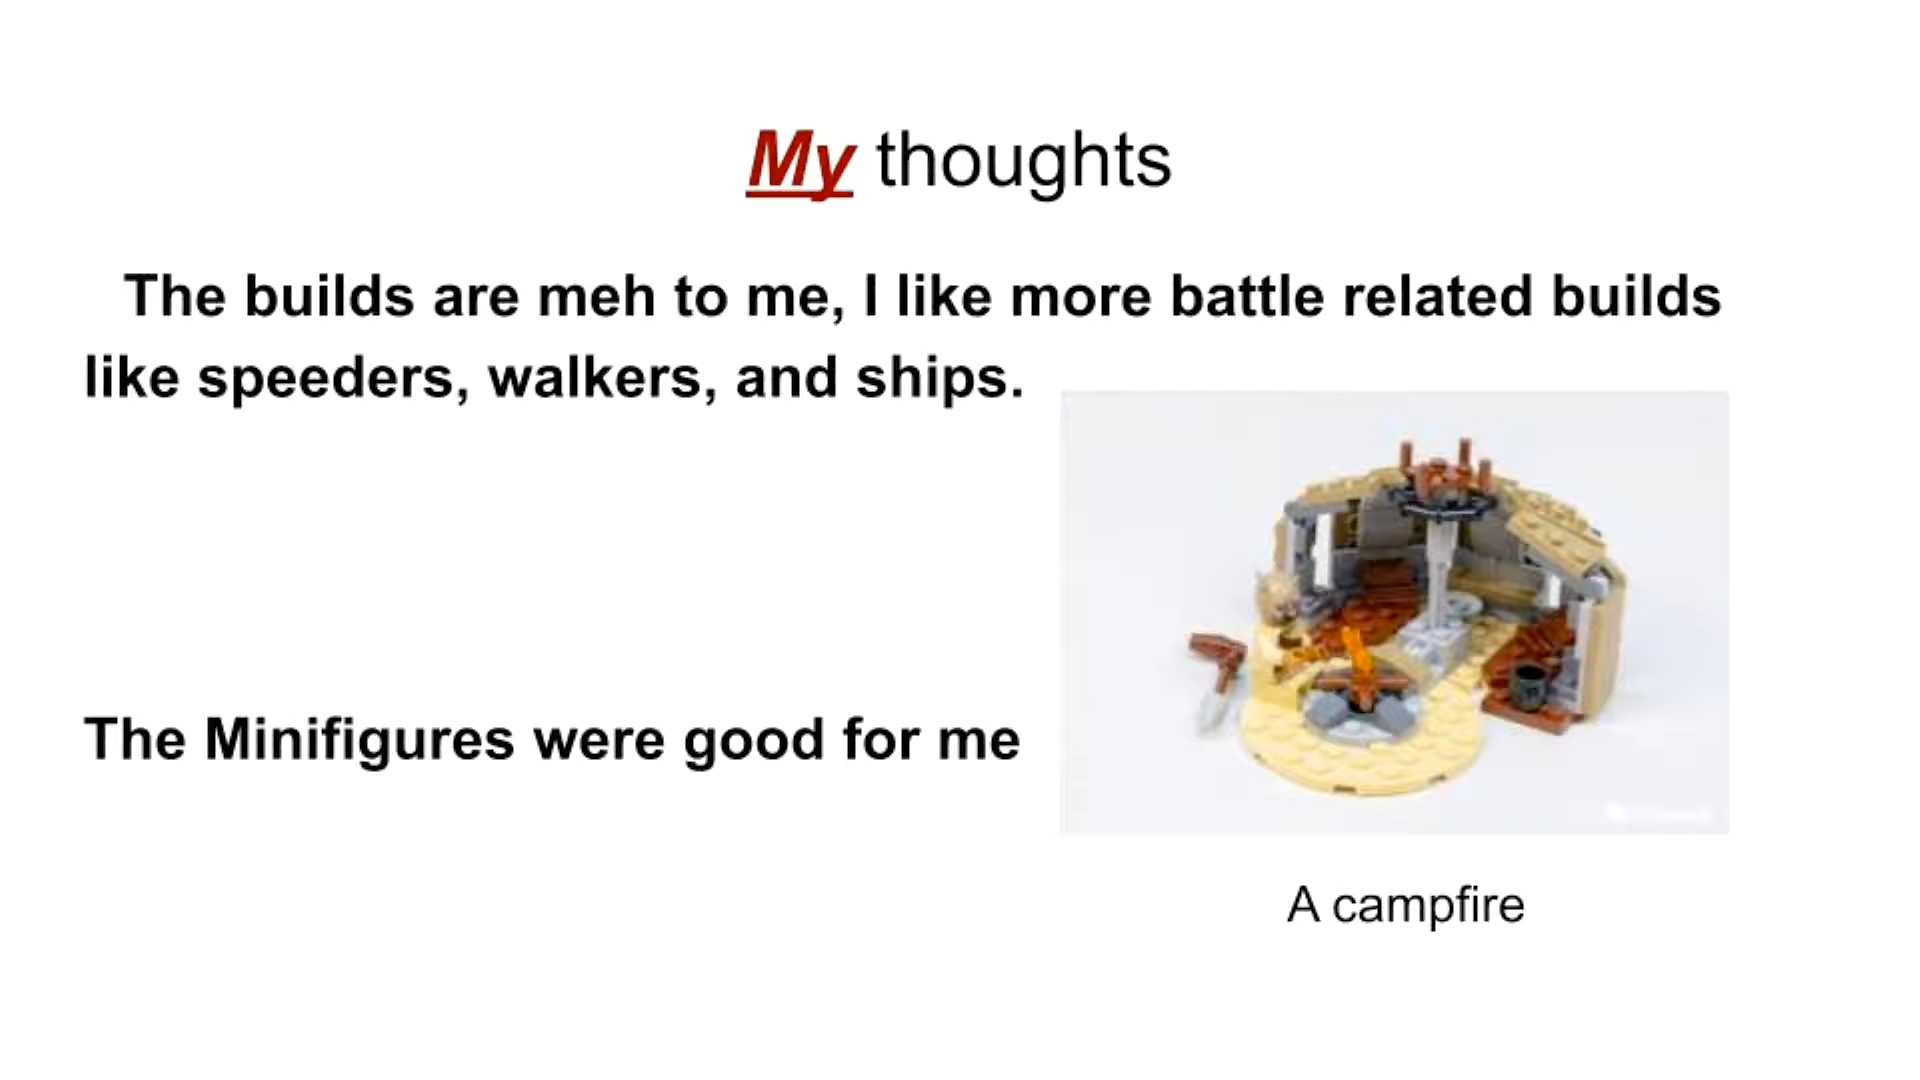 My thoughts
The builds are meh to me, I like more battle related builds
like speeders, walkers, and ships.
The Minifigures were good for me
A campfire